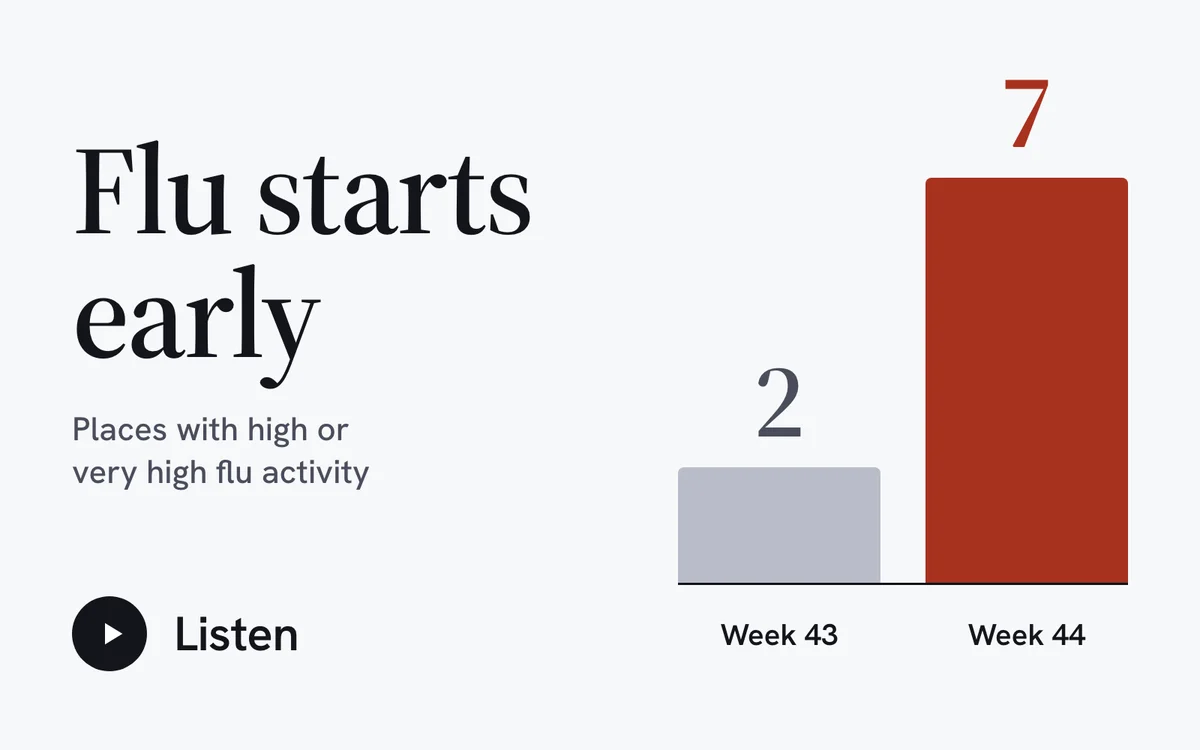 Flu starts
early
Places with high or
very high flu activity
Listen
7
2
Week 43
Week 44